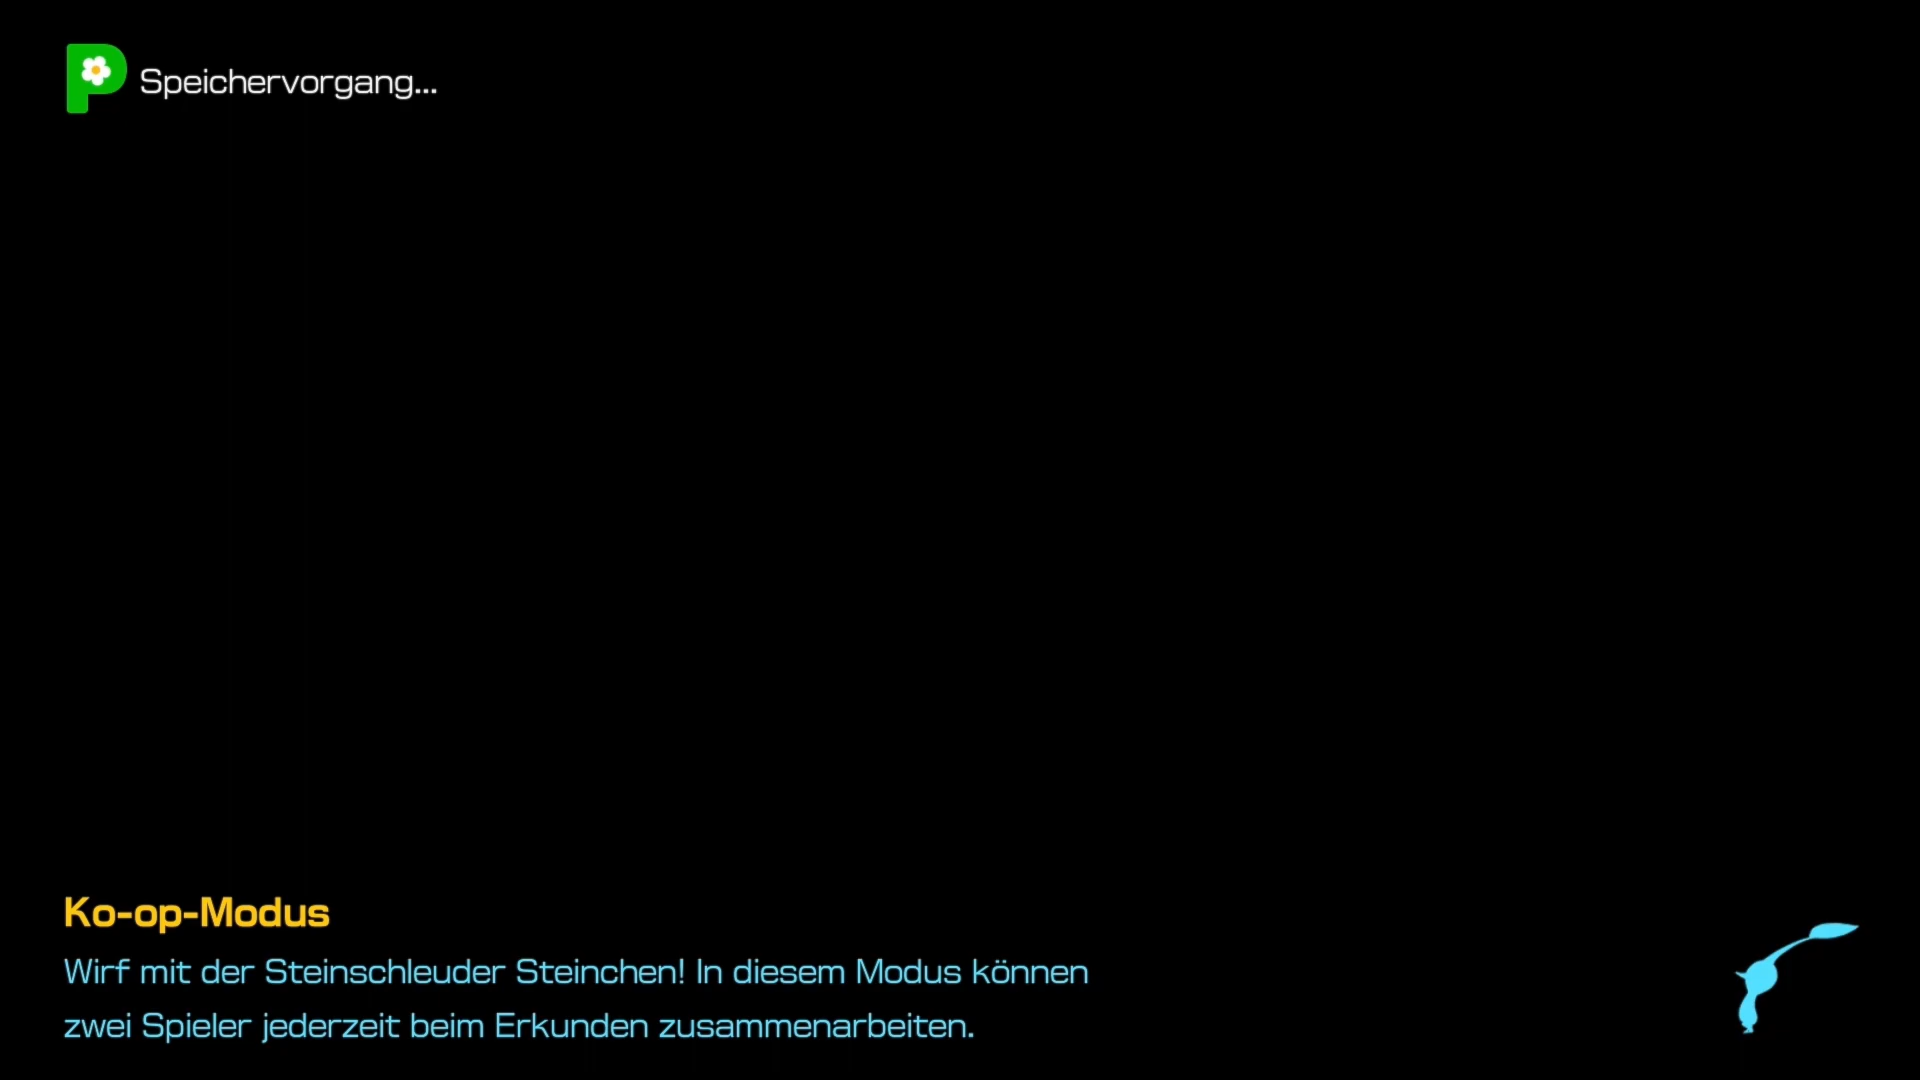 Speichervorgang...
Ko-op-Modus
Wirf mit der Steinschleuder Steinchen! In diesem Modus können
zwei Spieler jederzeit beim Erkunden zusammenarbeiten.